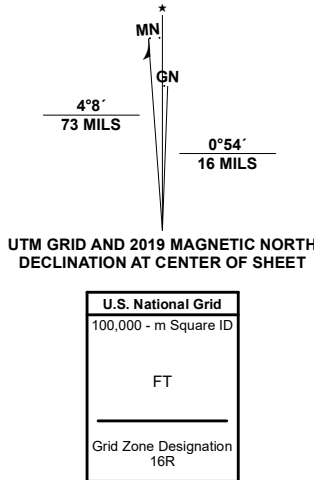 MN
GN
4°8´
73 MILS
0°54´
16 MILS
UTM GRID AND 2019 MAGNETIC NORTH
DECLINATION AT CENTER OF SHEET
U.S. National Grid
100,000 - m Square ID
FT
Grid Zone Designation
16R